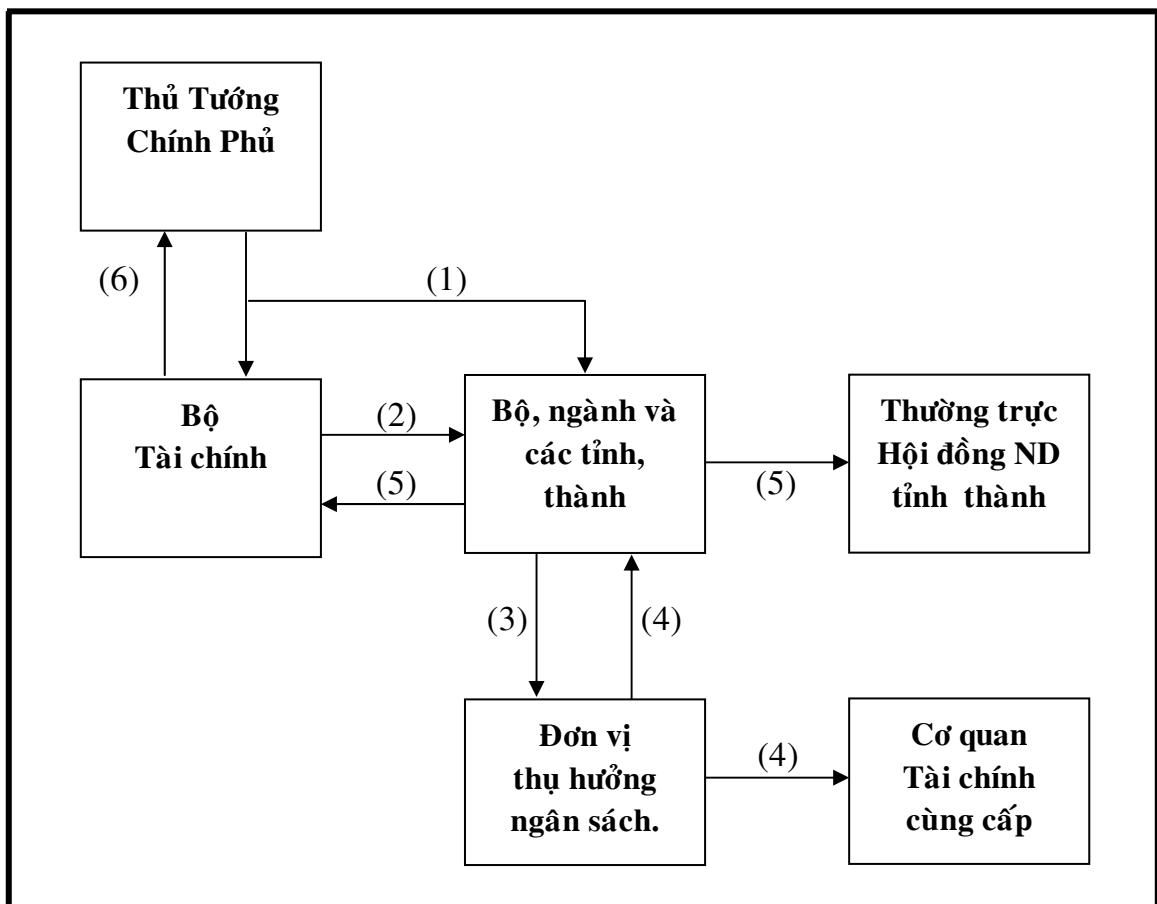 Thủ Tướng
Chính Phủ
(6)
(1)
Bộ
Tài chính
(2)
(5)
Bộ, ngành và
các tỉnh,
thành
(5)
Thường trực
Hội đồng ND
tỉnh thành
(3)
(4)
Đơn vị
thụ hưởng
ngân sách.
(4)
Cơ quan
Tài chính
cùng cấp